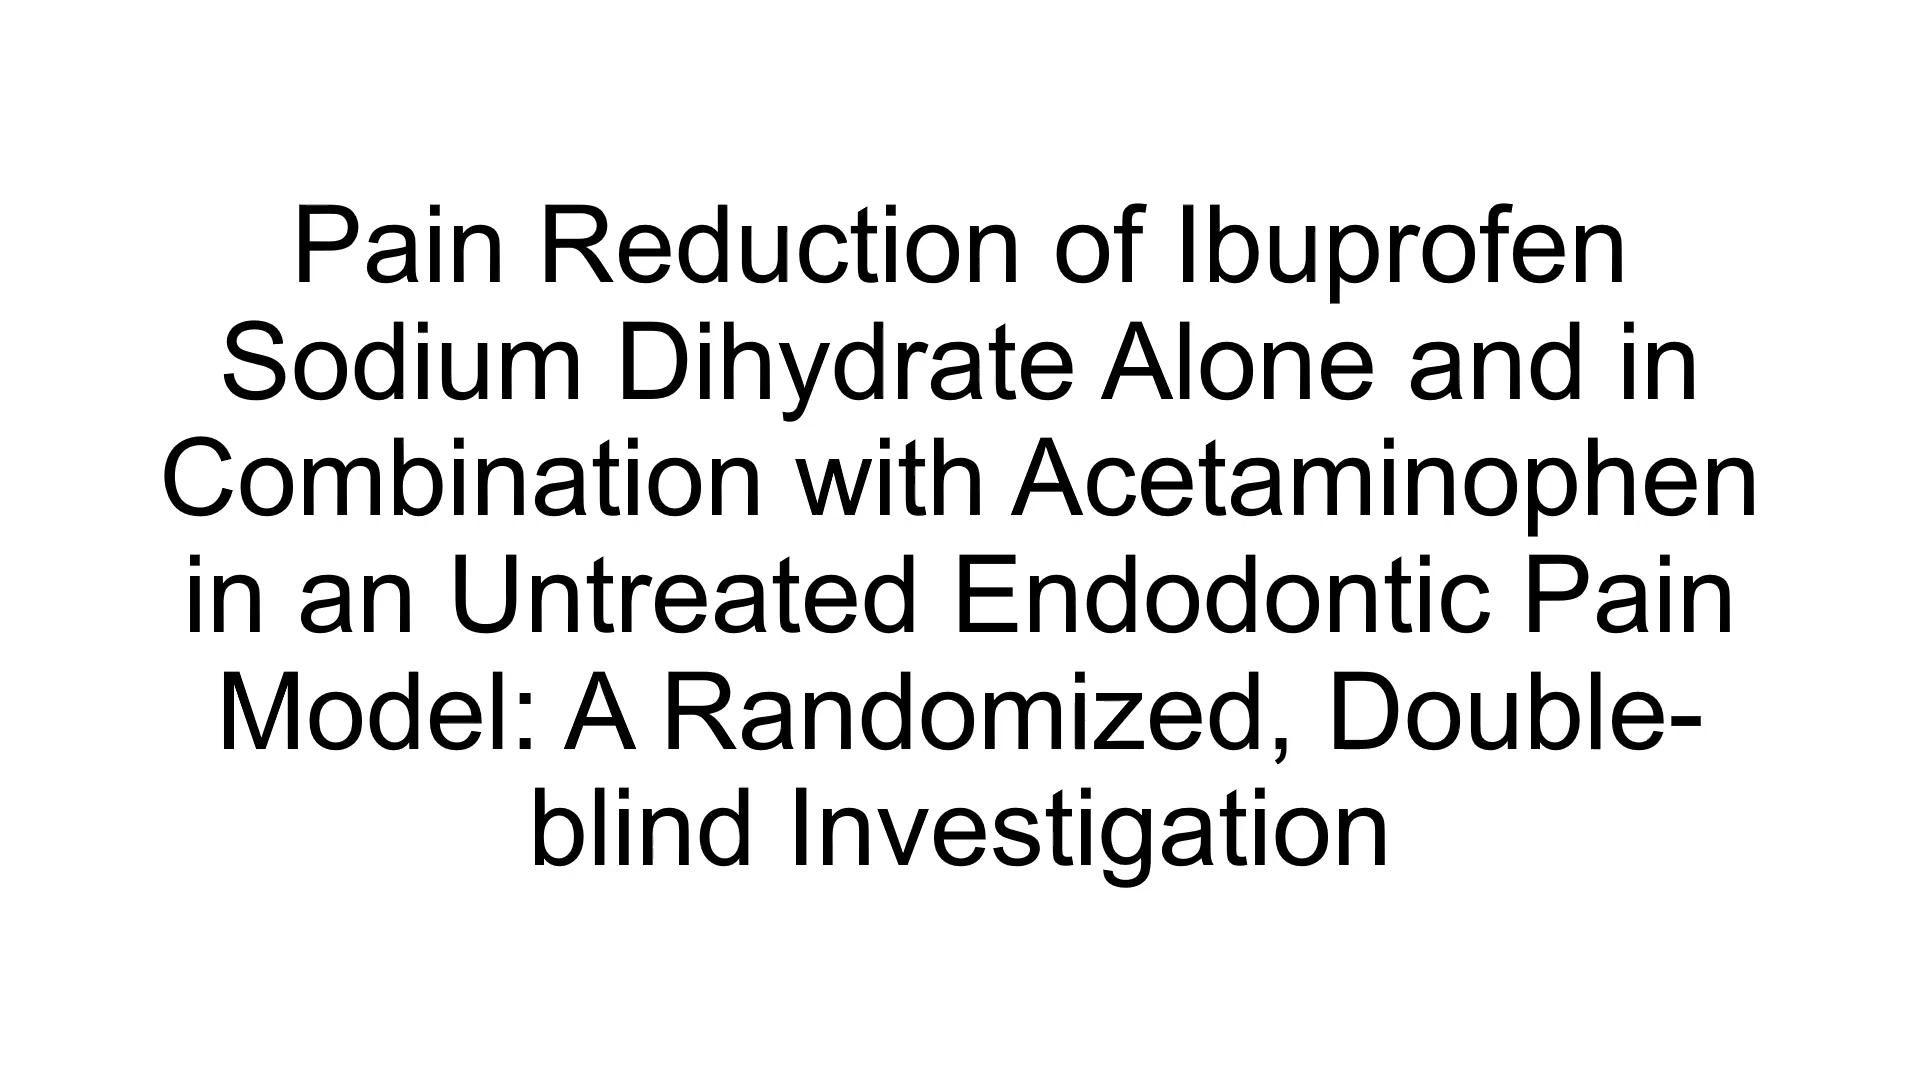 Pain Reduction of Ibuprofen
Sodium Dihydrate Alone and in
Combination with Acetaminophen
in an Untreated Endodontic Pain
Model: A Randomized, Double-
blind Investigation